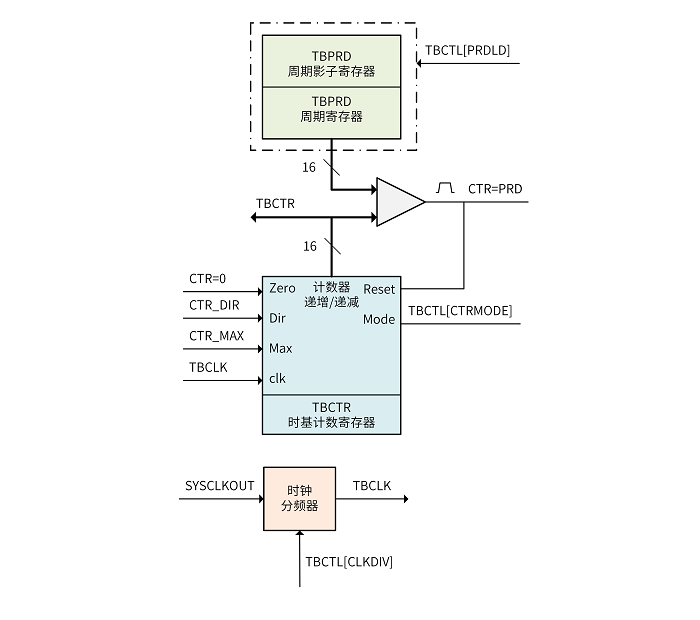 TBPRD
周期影子寄存器
TBCTL[PRDLD]
TBPRD
周期寄存器
16
CTR=PRD
TBCTR
16
CTR=0
Zero
计数器
Reset
递增/递减
CTR_DIR
Dir
Mode
TBCTL[CTRMODE]
CTR_MAX
Max
TBCLK
clk
TBCTR
时基计数寄存器
SYSCLKOUT
时钟
分频器
TBCLK
TBCTL[CLKDIV]